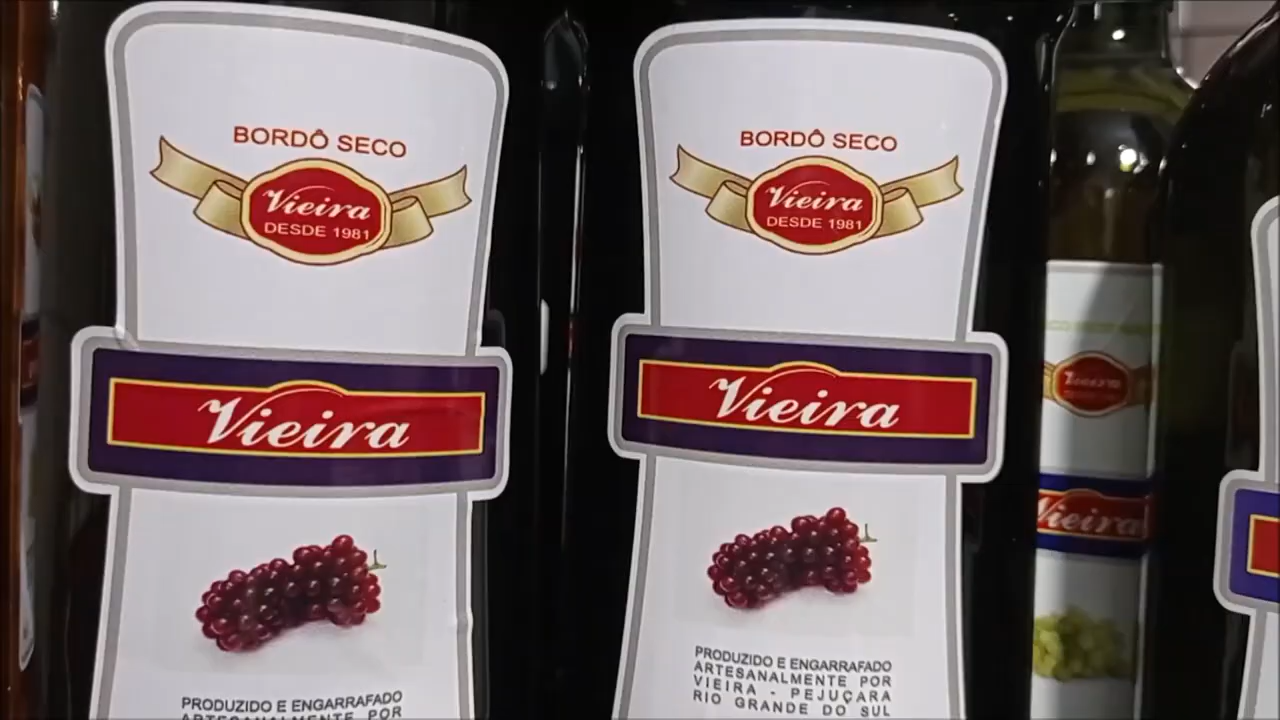 BORDÔ SECO
Vieira
DESDE 1981
Vieira
PRODUZIDO E ENGARRAFADO
ARTESANALMENTE POR
BORDÔ SECO
Vieira
DESDE 1981
Vieira
PRODUZIDO E ENGARRAFADO
ARTESANALMENTE POR
VIEIRA - PEJUÇARA
RIO GRANDE DO SUL
Vieira
Vieira